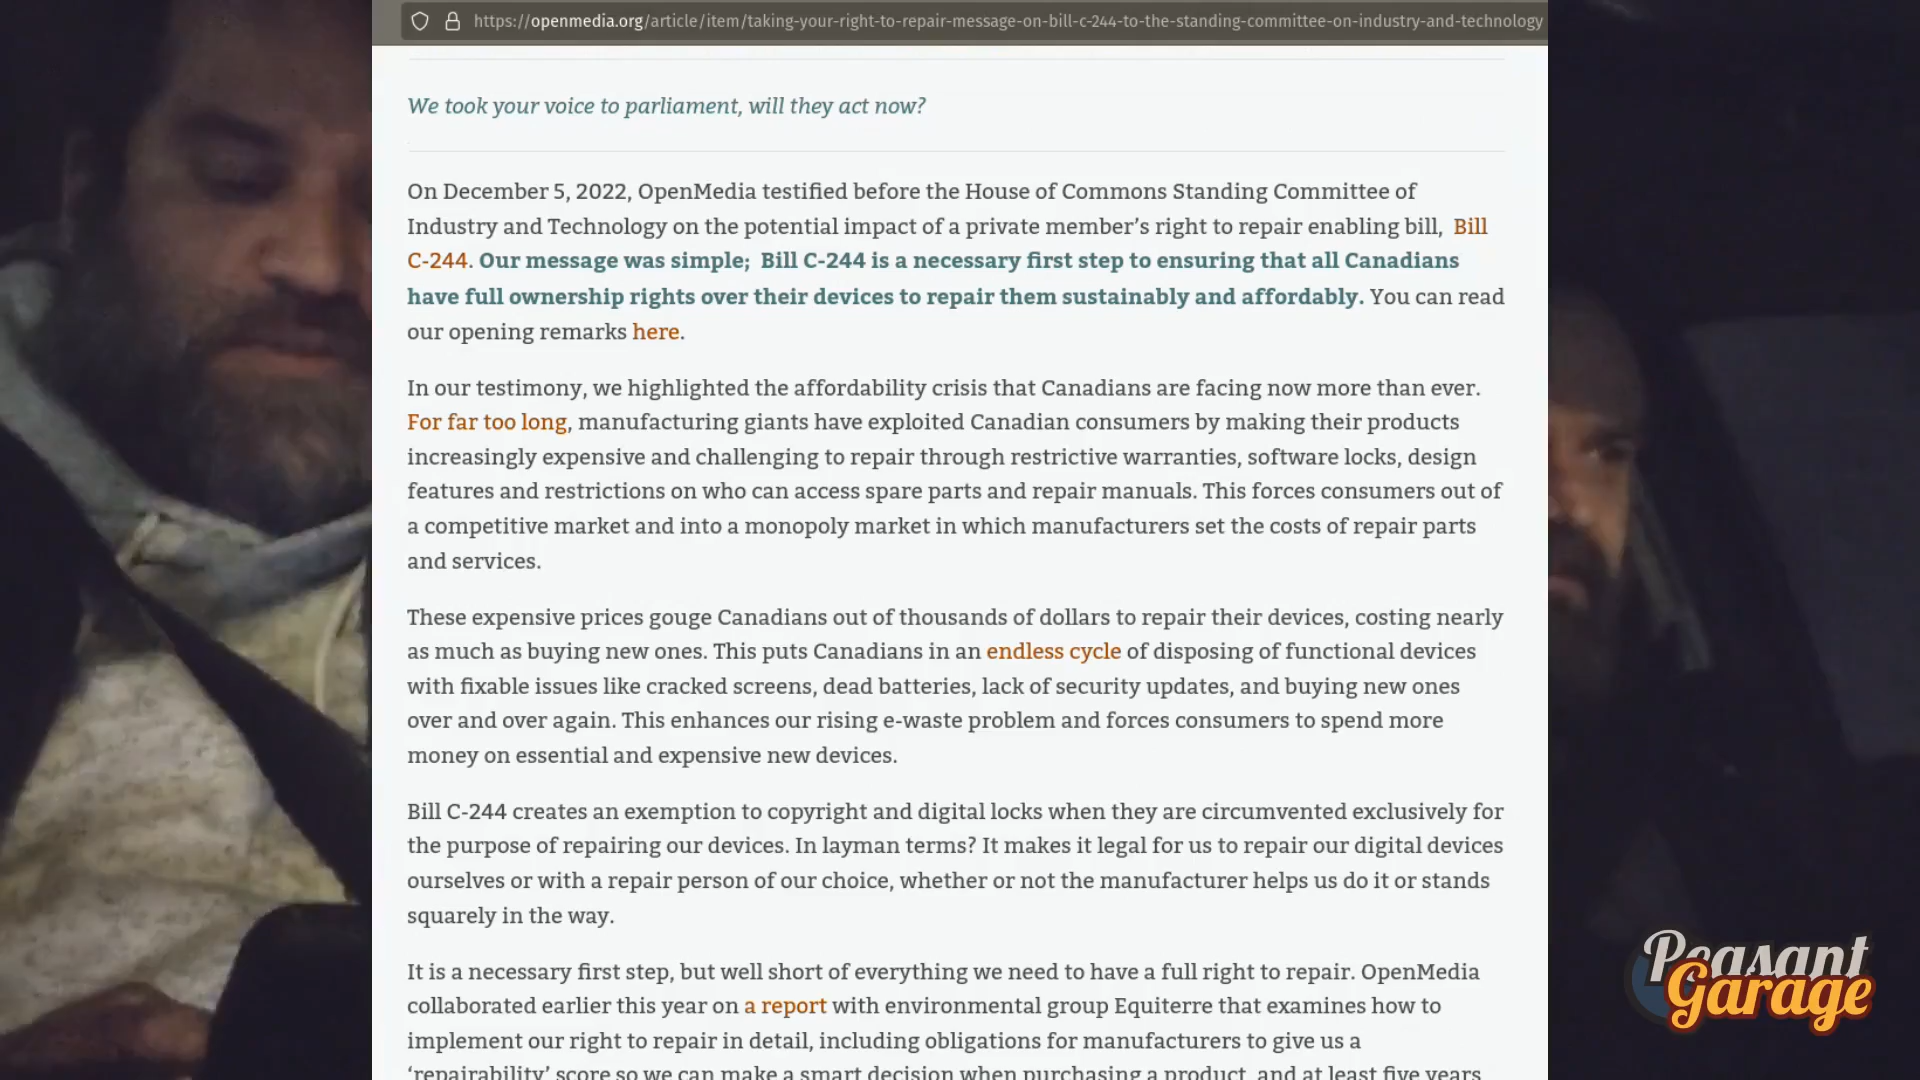 https://openmedia.org/article/item/taking-your-right-to-repair-message-on-bill-c-244-to-the-standing-committee-on-industry-and-technology
We took your voice to parliament, will they act now?
On December 5, 2022, OpenMedia testified before the House of Commons Standing Committee of
Industry and Technology on the potential impact of a private member’s right to repair enabling bill, Bill
C-244. Our message was simple; Bill C-244 is a necessary first step to ensuring that all Canadians
have full ownership rights over their devices to repair them sustainably and affordably. You can read
our opening remarks here.
In our testimony, we highlighted the affordability crisis that Canadians are facing now more than ever.
For far too long, manufacturing giants have exploited Canadian consumers by making their products
increasingly expensive and challenging to repair through restrictive warranties, software locks, design
features and restrictions on who can access spare parts and repair manuals. This forces consumers out of
a competitive market and into a monopoly market in which manufacturers set the costs of repair parts
and services.
These expensive prices gouge Canadians out of thousands of dollars to repair their devices, costing nearly
as much as buying new ones. This puts Canadians in an endless cycle of disposing of functional devices
with fixable issues like cracked screens, dead batteries, lack of security updates, and buying new ones
over and over again. This enhances our rising e-waste problem and forces consumers to spend more
money on essential and expensive new devices.
Bill C-244 creates an exemption to copyright and digital locks when they are circumvented exclusively for
the purpose of repairing our devices. In layman terms? It makes it legal for us to repair our digital devices
ourselves or with a repair person of our choice, whether or not the manufacturer helps us do it or stands
squarely in the way.
It is a necessary first step, but well short of everything we need to have a full right to repair. OpenMedia
collaborated earlier this year on a report with environmental group Equiterre that examines how to
implement our right to repair in detail, including obligations for manufacturers to give us a
‘repairability’ score so we can make a smart decision when purchasing a product, and at least five years
Peasant
Garage